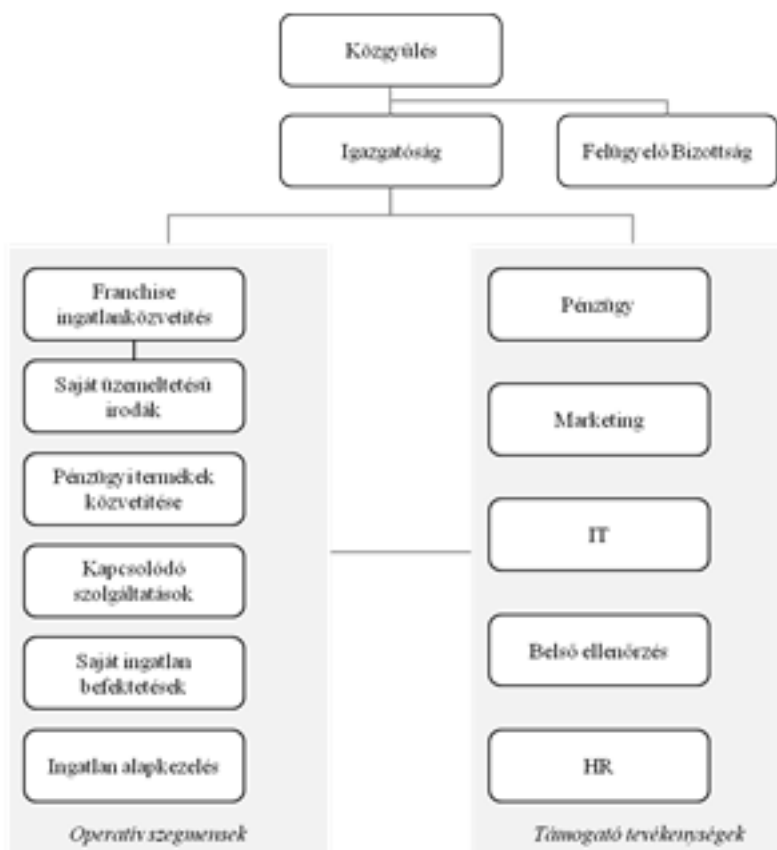 Közgyűlés
Igazgatóság
Felügyelő Bizottság
Franchise
ingatlanközvetítés
Saját üzemeltetésű
irodák
Pénzügyi termékek
közvetítése
Kapcsolódó
szolgáltatások
Saját ingatlan
befektetések
Ingatlan alapkezelés
Operatív szegmensek
Pénzügy
Marketing
IT
Belső ellenőrzés
HR
Támogató tevékenységek